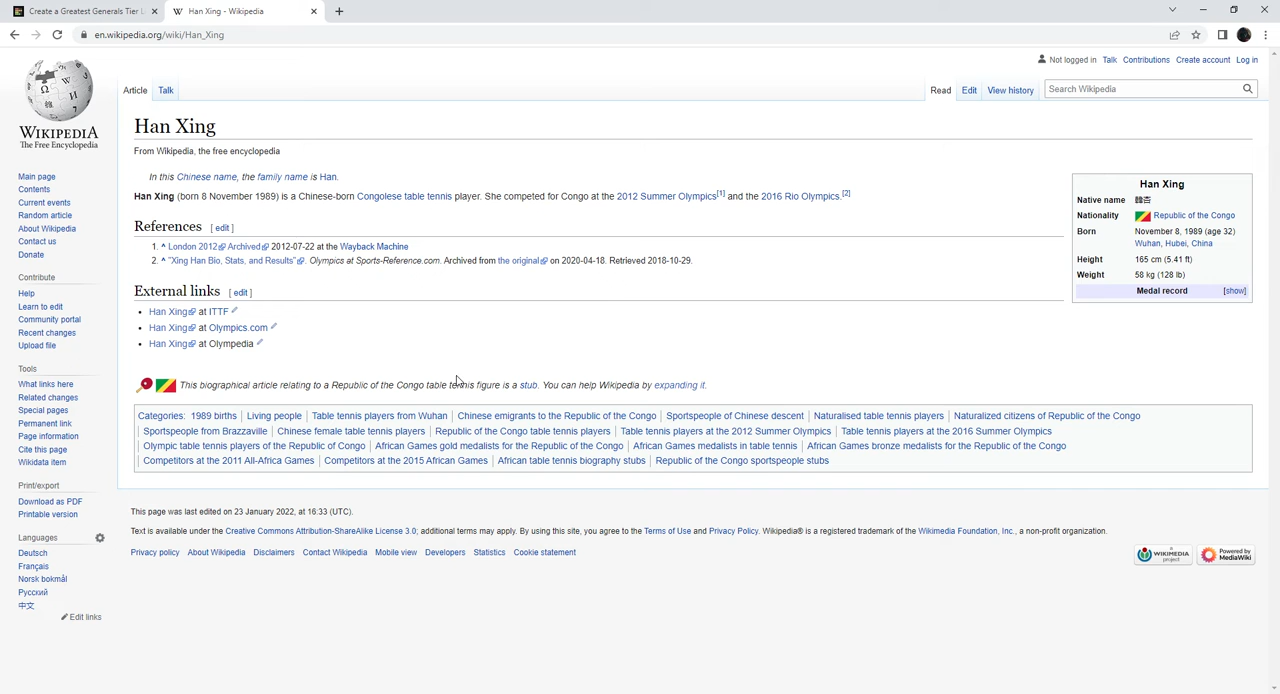 Create a Greatest Generals Tier L
Han Xing - Wikipedia
en.wikipedia.org/wiki/Han_Xing
Not logged in Talk Contributions Create account Log in
Article Talk
Read Edit View history Search Wikipedia
WIKIPEDIA
The Free Encyclopedia
Main page
Contents
Current events
Random article
About Wikipedia
Contact us
Donate
Contribute
Help
Learn to edit
Community portal
Recent changes
Upload file
Tools
What links here
Related changes
Special pages
Permanent link
Page information
Cite this page
Wikidata item
Print/export
Download as PDF
Printable version
Languages
Deutsch
Français
Norsk bokmål
Русский
中文
Edit links
Han Xing
From Wikipedia, the free encyclopedia
In this Chinese name, the family name is Han.
Han Xing (born 8 November 1989) is a Chinese-born Congolese table tennis player. She competed for Congo at the 2012 Summer Olympics[1] and the 2016 Rio Olympics.[2]
References [ edit ]
1. ^ London 2012 Archived 2012-07-22 at the Wayback Machine
2. ^ "Xing Han Bio, Stats, and Results". Olympics at Sports-Reference.com. Archived from the original on 2020-04-18. Retrieved 2018-10-29.
External links [ edit ]
• Han Xing at ITTF
• Han Xing at Olympics.com
• Han Xing at Olympedia
Han Xing
Native name 韓杏
Nationality Republic of the Congo
Born November 8, 1989 (age 32)
Wuhan, Hubei, China
Height 165 cm (5.41 ft)
Weight 58 kg (128 lb)
Medal record [show]
This biographical article relating to a Republic of the Congo table tennis figure is a stub. You can help Wikipedia by expanding it.
Categories: 1989 births | Living people | Table tennis players from Wuhan | Chinese emigrants to the Republic of the Congo | Sportspeople of Chinese descent | Naturalised table tennis players | Naturalized citizens of Republic of the Congo
| Sportspeople from Brazzaville | Chinese female table tennis players | Republic of the Congo table tennis players | Table tennis players at the 2012 Summer Olympics | Table tennis players at the 2016 Summer Olympics
| Olympic table tennis players of the Republic of Congo | African Games gold medalists for the Republic of the Congo | African Games medalists in table tennis | African Games bronze medalists for the Republic of the Congo
| Competitors at the 2011 All-Africa Games | Competitors at the 2015 African Games | African table tennis biography stubs | Republic of the Congo sportspeople stubs
This page was last edited on 23 January 2022, at 16:33 (UTC).
Text is available under the Creative Commons Attribution-ShareAlike License 3.0; additional terms may apply. By using this site, you agree to the Terms of Use and Privacy Policy. Wikipedia® is a registered trademark of the Wikimedia Foundation, Inc., a non-profit organization.
Privacy policy About Wikipedia Disclaimers Contact Wikipedia Mobile view Developers Statistics Cookie statement
A
WIKIMEDIA
project
Powered by
MediaWiki